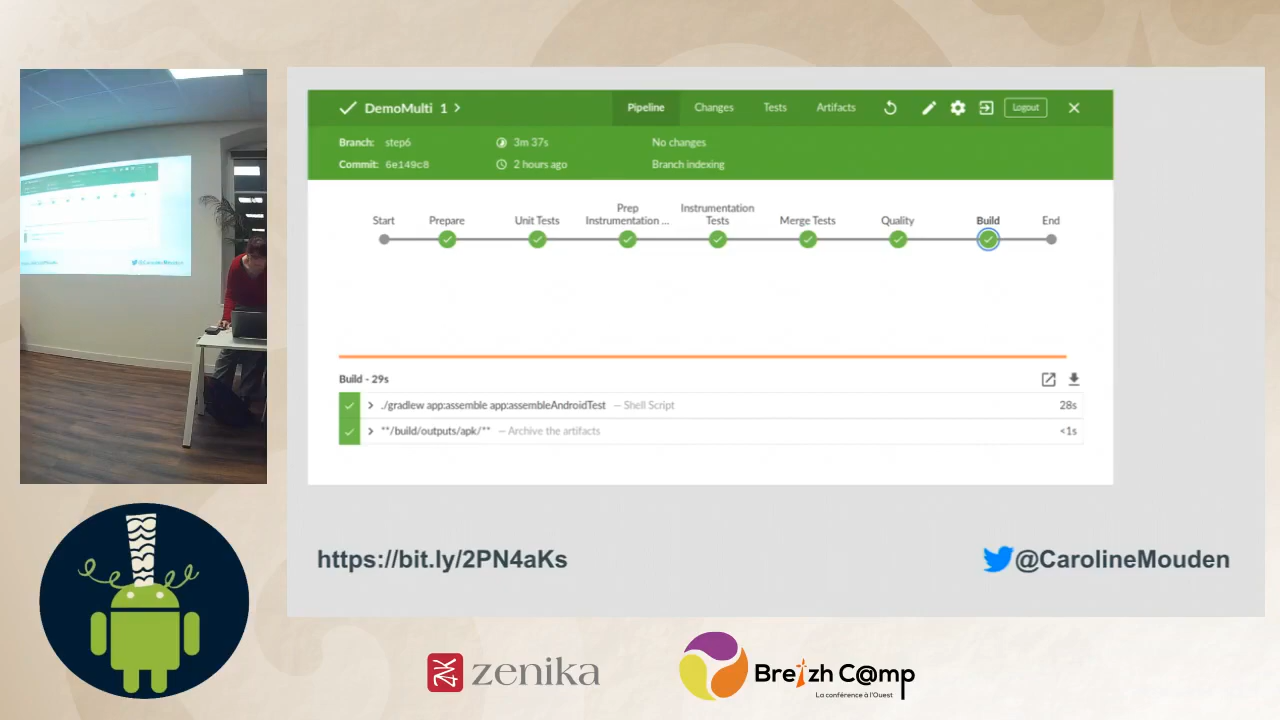 DemoMulti 1
Pipeline Changes Tests Artifacts Logout
Branch: step6 3m 37s No changes
Commit: 6e149c8 2 hours ago Branch indexing
Start Prepare Unit Tests Prep Instrumentation ... Instrumentation Tests Merge Tests Quality Build End
Build - 29s
./gradlew app:assemble app:assembleAndroidTest — Shell Script 28s
**/build/outputs/apk/** — Archive the artifacts <1s
https://bit.ly/2PN4aKs @CarolineMouden
zenika
Breizh C@mp
La conférence à l'Ouest